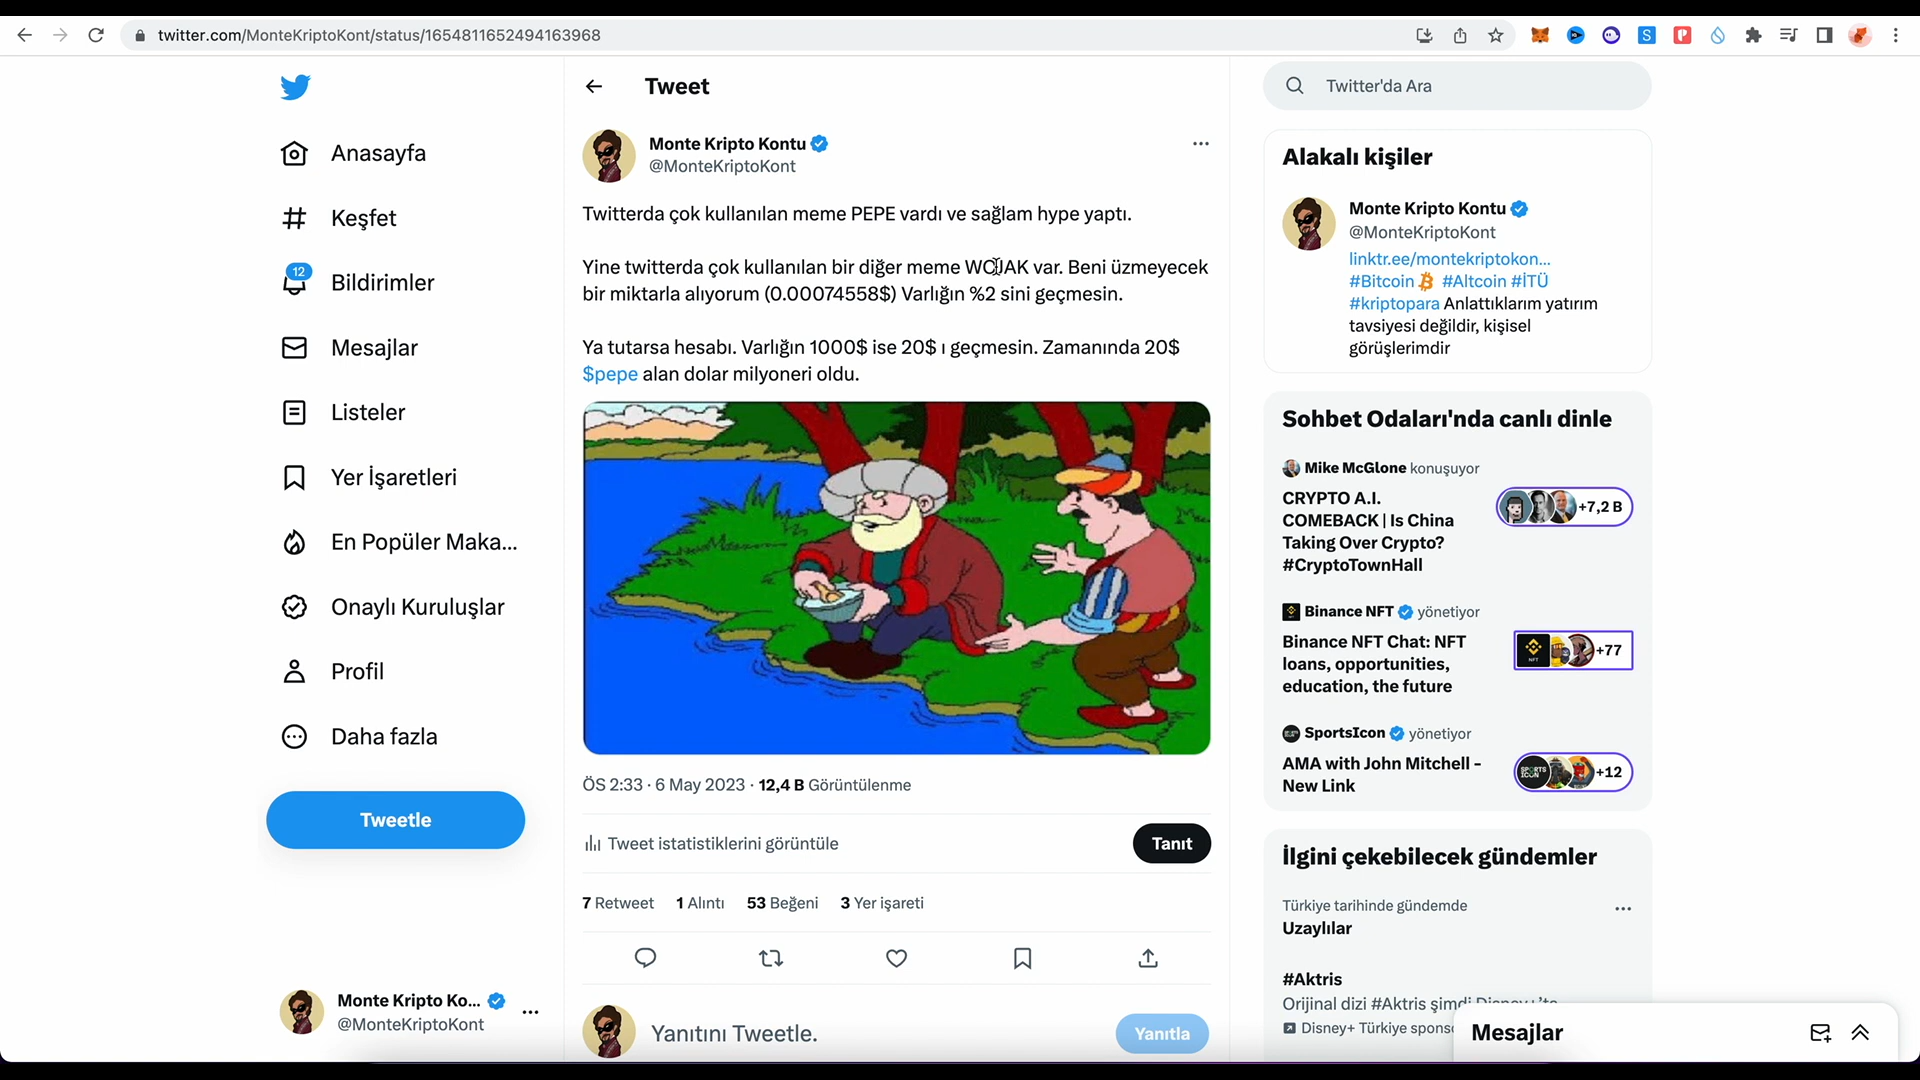 twitter.com/MonteKriptoKont/status/1654811652494163968
Anasayfa
Keşfet
12
Bildirimler
Mesajlar
Listeler
Yer İşaretleri
En Popüler Maka...
Onaylı Kuruluşlar
Profil
Daha fazla
Tweetle
Monte Kripto Ko...
@MonteKriptoKont
Tweet
Monte Kripto Kontu
@MonteKriptoKont
Twitterda çok kullanılan meme PEPE vardı ve sağlam hype yaptı.
Yine twitterda çok kullanılan bir diğer meme WOJAK var. Beni üzmeyecek
bir miktarla alıyorum (0.00074558$) Varlığın %2 sini geçmesin.
Ya tutarsa hesabı. Varlığın 1000$ ise 20$ ı geçmesin. Zamanında 20$
$pepe alan dolar milyoneri oldu.
ÖS 2:33 · 6 May 2023 · 12,4 B Görüntülenme
Tweet istatistiklerini görüntüle
Tanıt
7 Retweet 1 Alıntı 53 Beğeni 3 Yer işareti
Yanıtını Tweetle.
Yanıtla
Twitter'da Ara
Alakalı kişiler
Monte Kripto Kontu
@MonteKriptoKont
linktr.ee/montekriptokon...
#Bitcoin #Altcoin #İTÜ
#kriptopara Anlattıklarım yatırım
tavsiyesi değildir, kişisel
görüşlerimdir
Sohbet Odaları'nda canlı dinle
Mike McGlone konuşuyor
CRYPTO A.I.
COMEBACK | Is China
Taking Over Crypto?
#CryptoTownHall
+7,2 B
Binance NFT yönetiyor
Binance NFT Chat: NFT
loans, opportunities,
education, the future
+77
SportsIcon yönetiyor
AMA with John Mitchell -
New Link
+12
İlgini çekebilecek gündemler
Türkiye tarihinde gündemde
Uzaylılar
#Aktris
Orijinal dizi #Aktris şimdi Disney+'ta
Disney+ Türkiye spons
Mesajlar